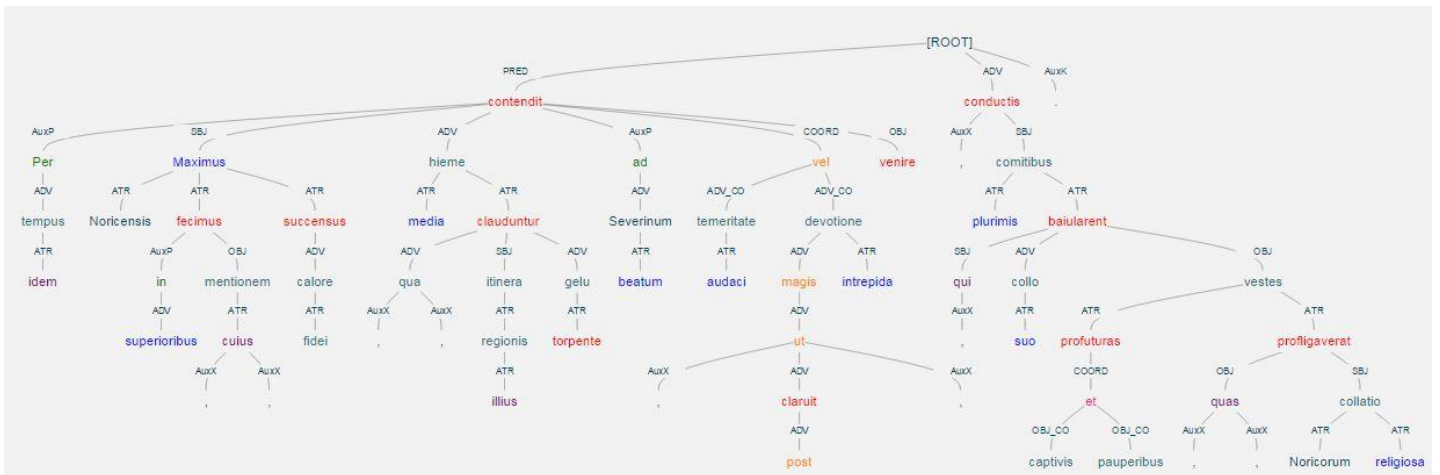 [ROOT]
PRED ADV AuxK
contendit conductis .
AuxP SBJ ADV AuxP COORD OBJ AuxX SBJ
Per Maximus hieme ad vel venire , comitibus
ADV ATR ATR ATR ATR ATR ADV ADV_CO ADV_CO ATR ATR
tempus Noricensis fecimus succensus media clauduntur Severinum temeritate devotione plurimis baiularent
ATR AuxP OBJ ADV ADV SBJ ADV ATR ATR ADV ATR SBJ ADV OBJ
idem in mentionem calore qua itinera gelu beatum audaci magis intrepida qui collo vestes
ADV ATR ATR AuxX AuxX ATR ATR ADV AuxX ATR ATR ATR
superioribus cuius fidei , , regionis torpente ut , suo profuturas profligaverat
AuxX AuxX ATR AuxX ADV AuxX COORD OBJ SBJ
, , illius , claruit , et quas collatio
ADV OBJ_CO OBJ_CO AuxX AuxX ATR ATR
post captivis pauperibus , , Noricorum religiosa